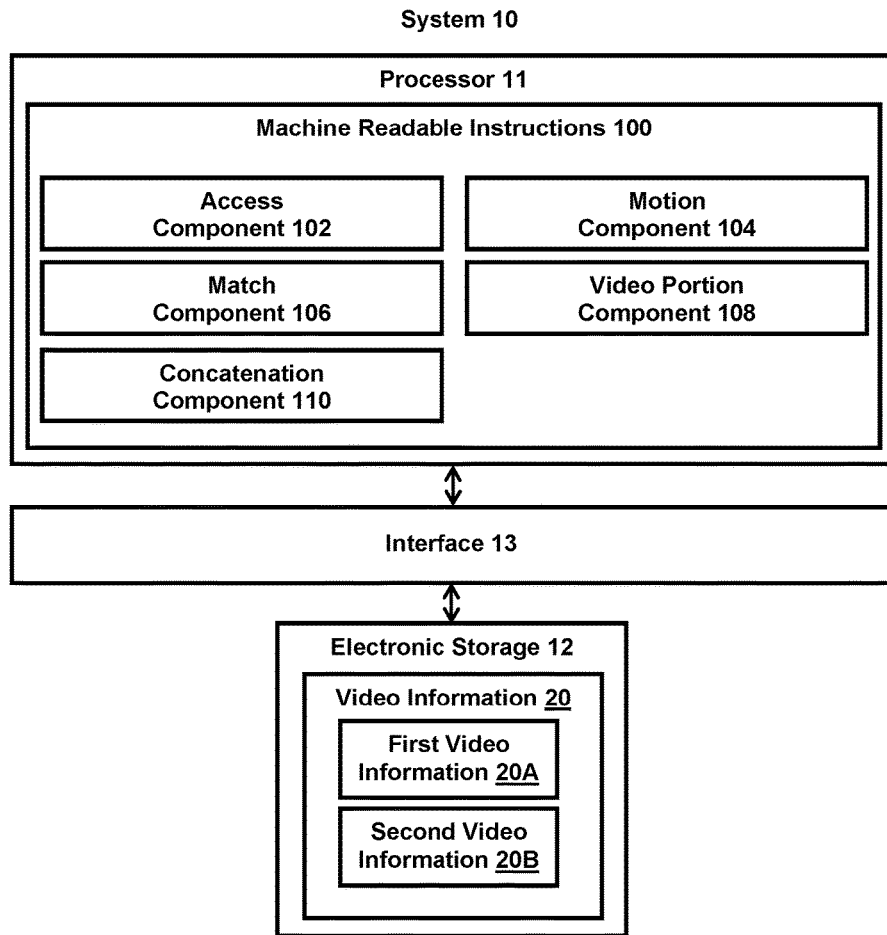 System 10
Processor 11
Machine Readable Instructions 100
Access
Component 102
Motion
Component 104
Match
Component 106
Video Portion
Component 108
Concatenation
Component 110
Interface 13
Electronic Storage 12
Video Information 20
First Video
Information 20A
Second Video
Information 20B